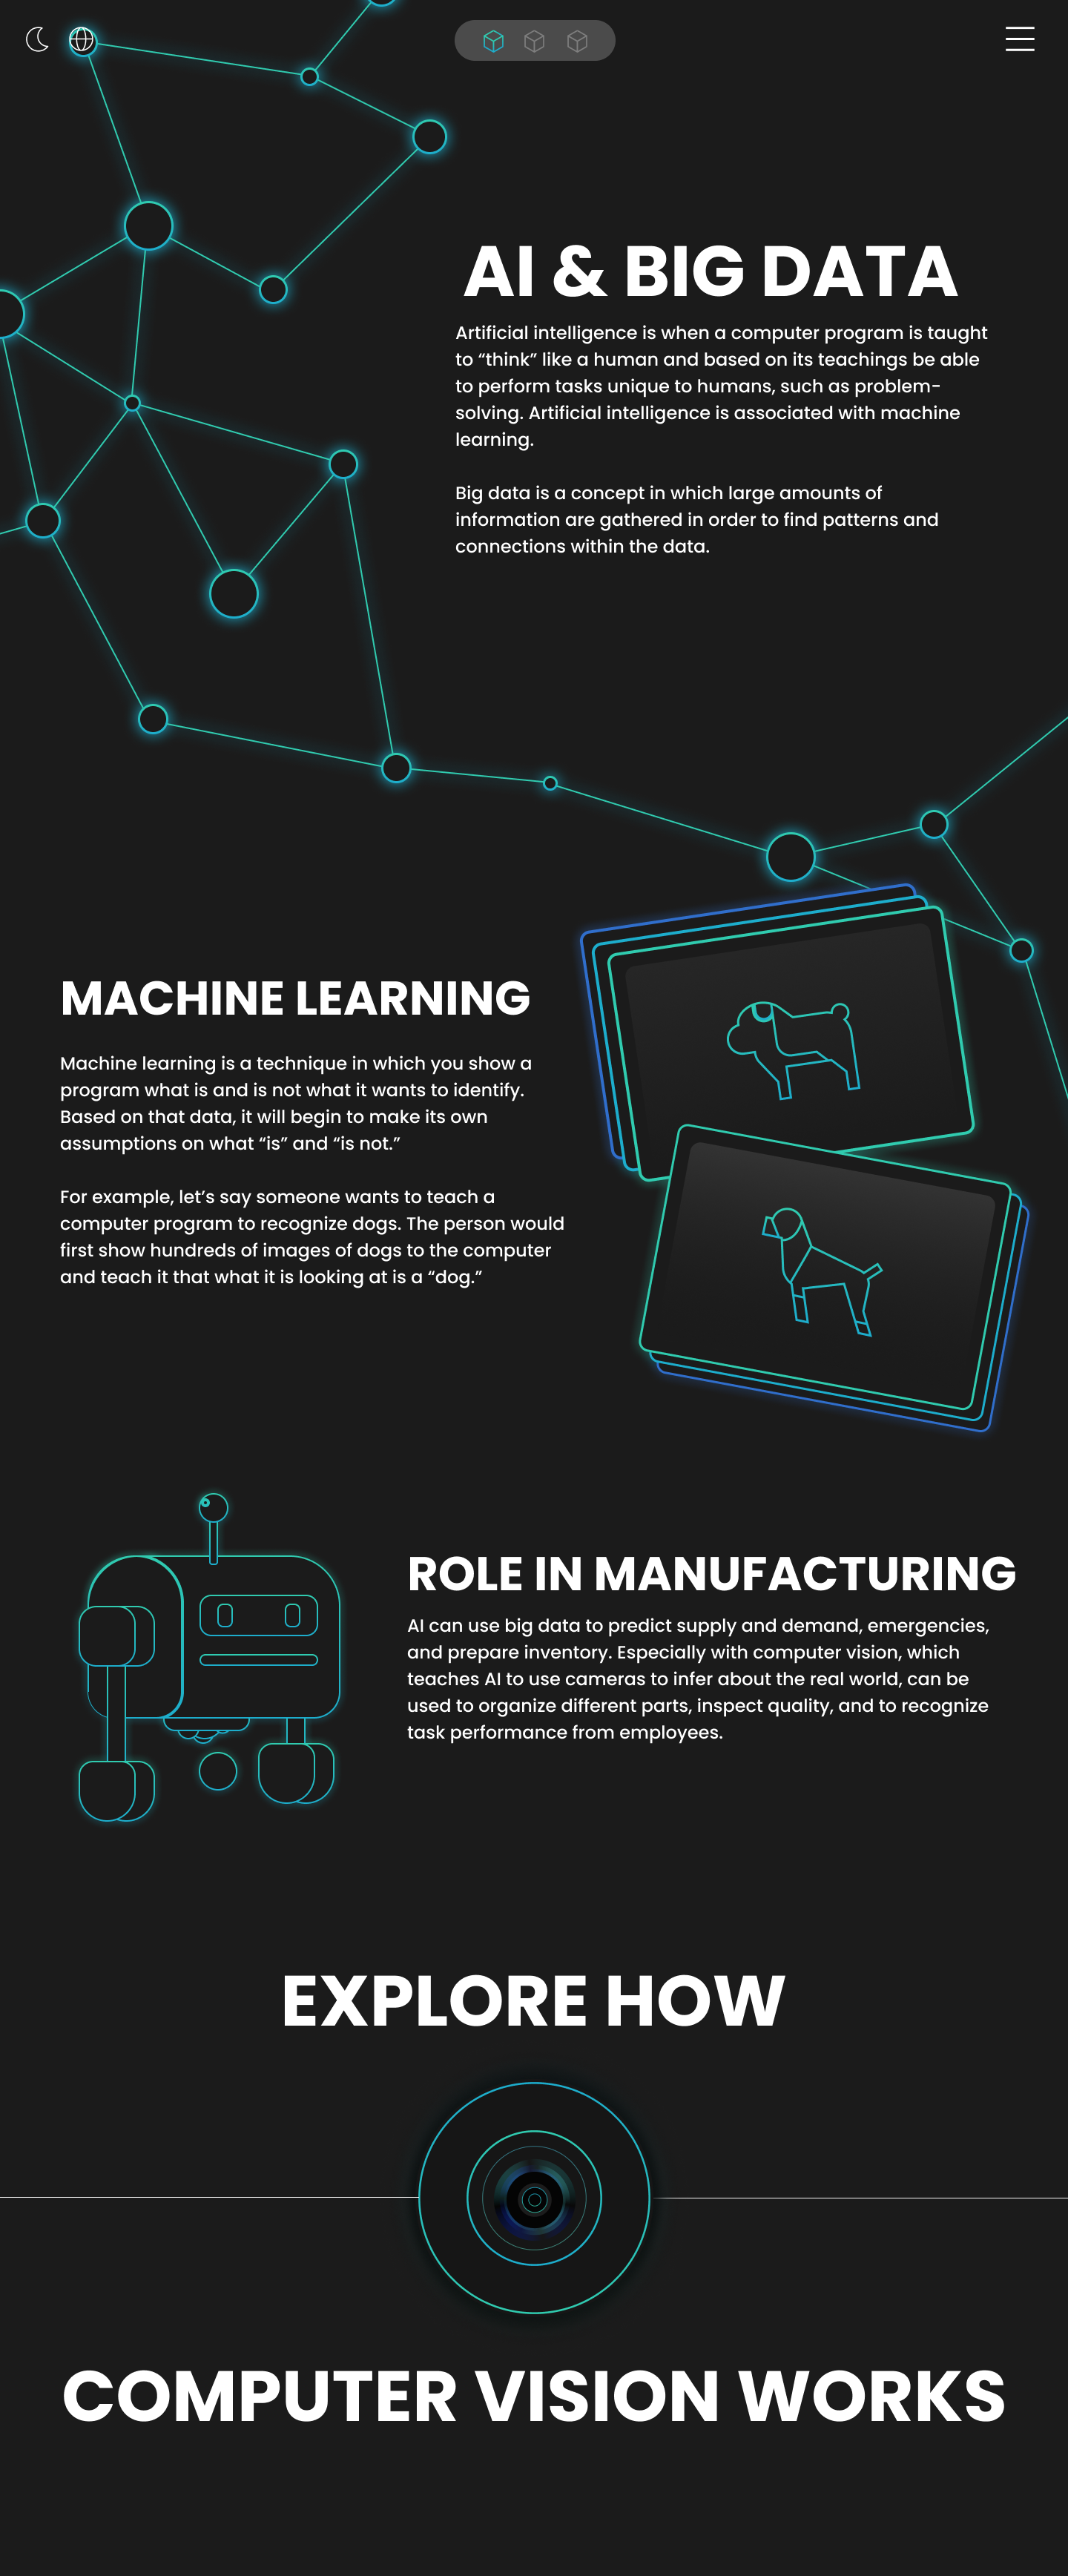 AI & BIG DATA
Artificial intelligence is when a computer program is taught
to “think” like a human and based on its teachings be able
to perform tasks unique to humans, such as problem-
solving. Artificial intelligence is associated with machine
learning.
Big data is a concept in which large amounts of
information are gathered in order to find patterns and
connections within the data.
MACHINE LEARNING
Machine learning is a technique in which you show a
program what is and is not what it wants to identify.
Based on that data, it will begin to make its own
assumptions on what “is” and “is not.”
For example, let’s say someone wants to teach a
computer program to recognize dogs. The person would
first show hundreds of images of dogs to the computer
and teach it that what it is looking at is a “dog.”
ROLE IN MANUFACTURING
AI can use big data to predict supply and demand, emergencies,
and prepare inventory. Especially with computer vision, which
teaches AI to use cameras to infer about the real world, can be
used to organize different parts, inspect quality, and to recognize
task performance from employees.
EXPLORE HOW
COMPUTER VISION WORKS